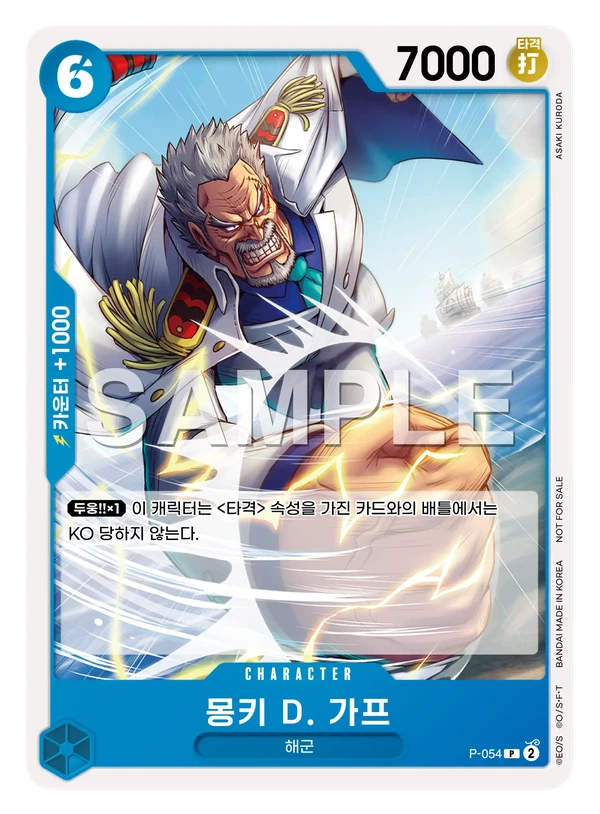 6
7000
타격
打
ASAKI KURODA
⚡카운터 +1000
SAMPLE
두웅!!×1 이 캐릭터는 <타격> 속성을 가진 카드와의 배틀에서는
KO 당하지 않는다.
CHARACTER
몽키 D. 가프
해군
P-054 P 2
©EO/S ©O/S·F·T BANDAI MADE IN KOREA NOT FOR SALE